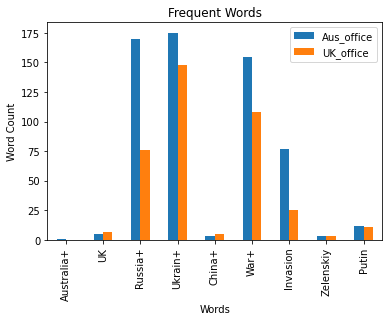 Frequent Words
Aus_office
UK_office
Word Count
175
150
125
100
75
50
25
0
Australia+
UK
Russia+
Ukrain+
China+
War+
Invasion
Zelenskiy
Putin
Words